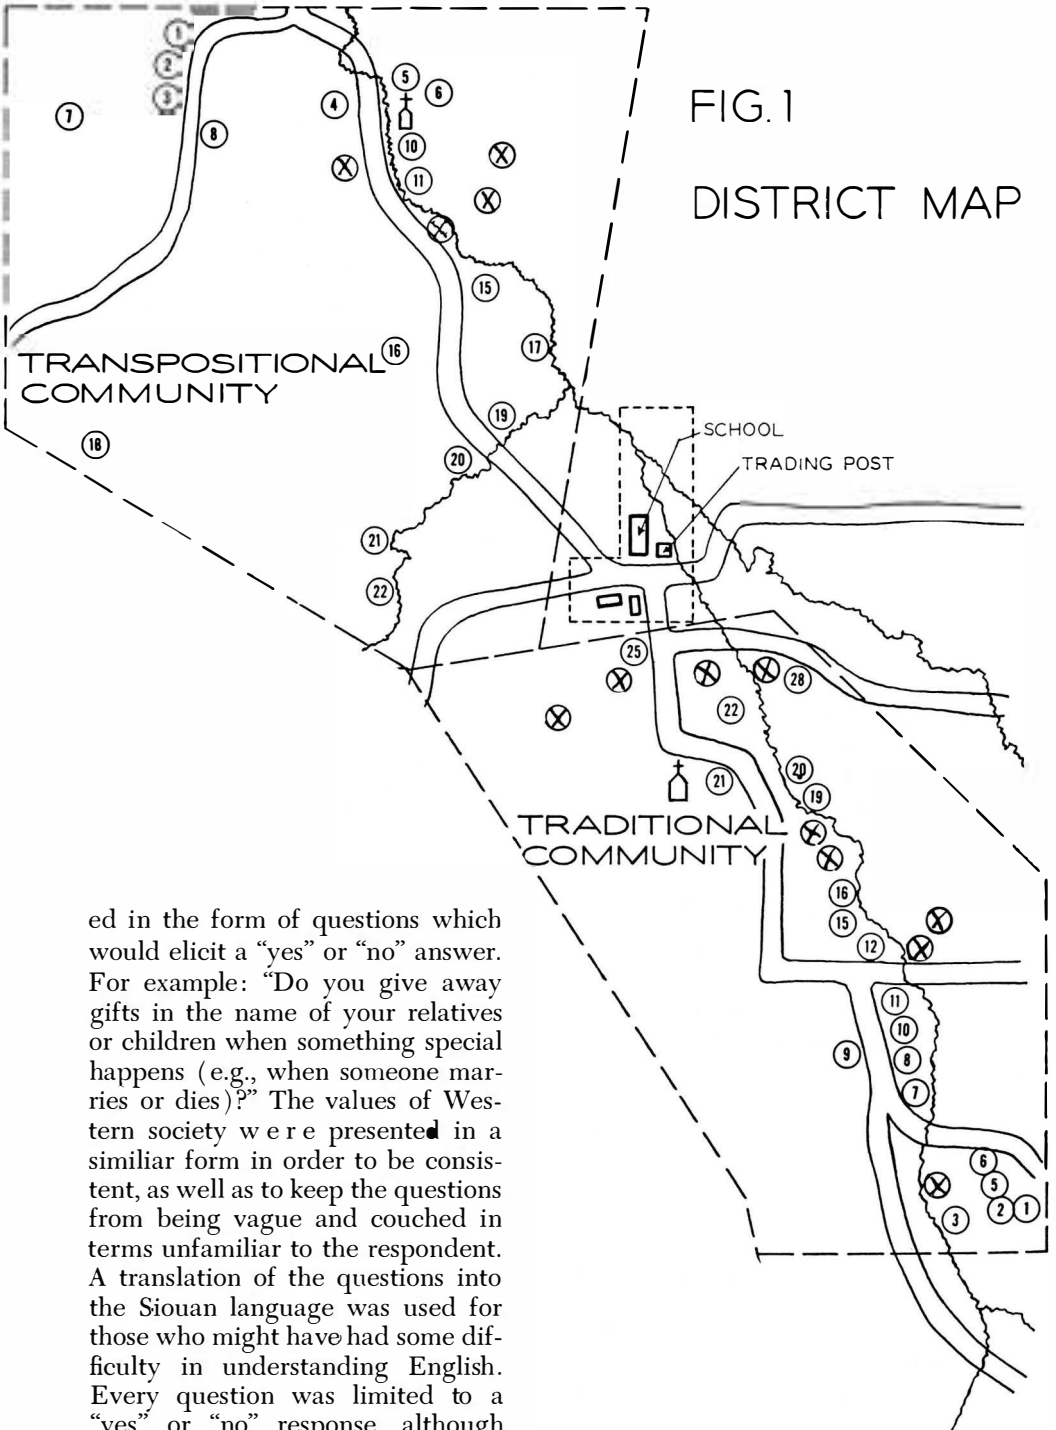 FIG. 1
DISTRICT MAP
1
2
3
4
5
6
7
8
10
11
15
16
17
TRANSPOSITIONAL
COMMUNITY
18
19
20
21
22
SCHOOL
TRADING POST
25
28
22
21
20
19
TRADITIONAL
COMMUNITY
16
15
12
11
10
9
8
7
6
5
3
2
1
ed in the form of questions which
would elicit a “yes” or “no” answer.
For example: “Do you give away
gifts in the name of your relatives
or children when something special
happens (e.g., when someone mar-
ries or dies)?” The values of Wes-
tern society w e r e presented in a
similiar form in order to be consis-
tent, as well as to keep the questions
from being vague and couched in
terms unfamiliar to the respondent.
A translation of the questions into
the Siouan language was used for
those who might have had some dif-
ficulty in understanding English.
Every question was limited to a
“yes” or “no” response, although